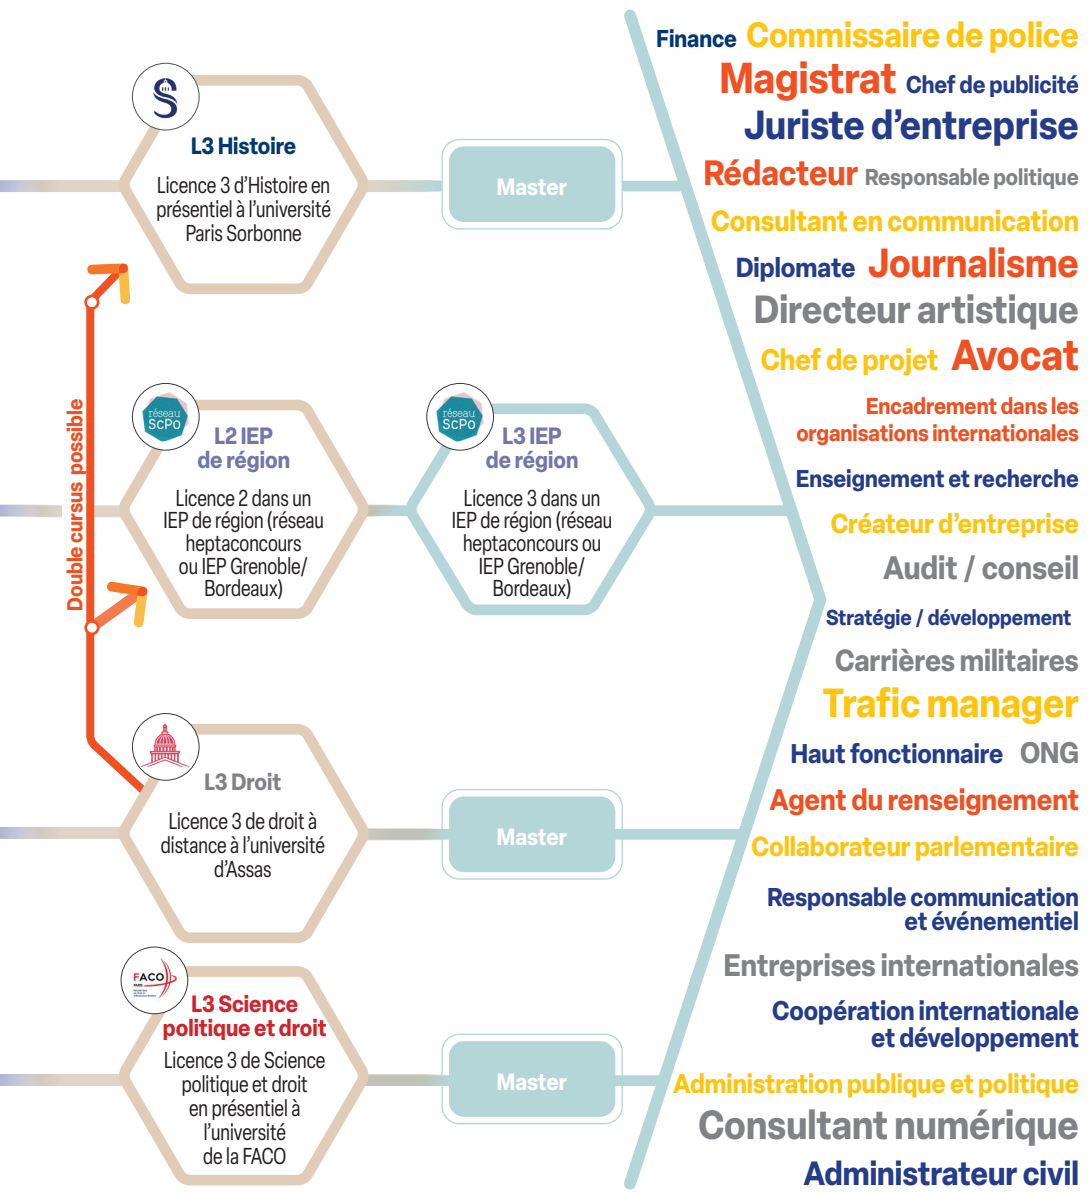 L3 Histoire
Licence 3 d'Histoire en
présentiel à l'université
Paris Sorbonne
Master
Double cursus possible
réseau
ScPo
L2 IEP
de région
Licence 2 dans un
IEP de région (réseau
heptaconcours
ou IEP Grenoble/
Bordeaux)
réseau
ScPo
L3 IEP
de région
Licence 3 dans un
IEP de région (réseau
heptaconcours ou
IEP Grenoble/
Bordeaux)
L3 Droit
Licence 3 de droit à
distance à l'université
d'Assas
Master
FACO
PARIS
L3 Science
politique et droit
Licence 3 de Science
politique et droit
en présentiel à
l'université
de la FACO
Master
Finance Commissaire de police
Magistrat Chef de publicité
Juriste d'entreprise
Rédacteur Responsable politique
Consultant en communication
Diplomate Journalisme
Directeur artistique
Chef de projet Avocat
Encadrement dans les
organisations internationales
Enseignement et recherche
Créateur d'entreprise
Audit / conseil
Stratégie / développement
Carrières militaires
Trafic manager
Haut fonctionnaire ONG
Agent du renseignement
Collaborateur parlementaire
Responsable communication
et événementiel
Entreprises internationales
Coopération internationale
et développement
Administration publique et politique
Consultant numérique
Administrateur civil